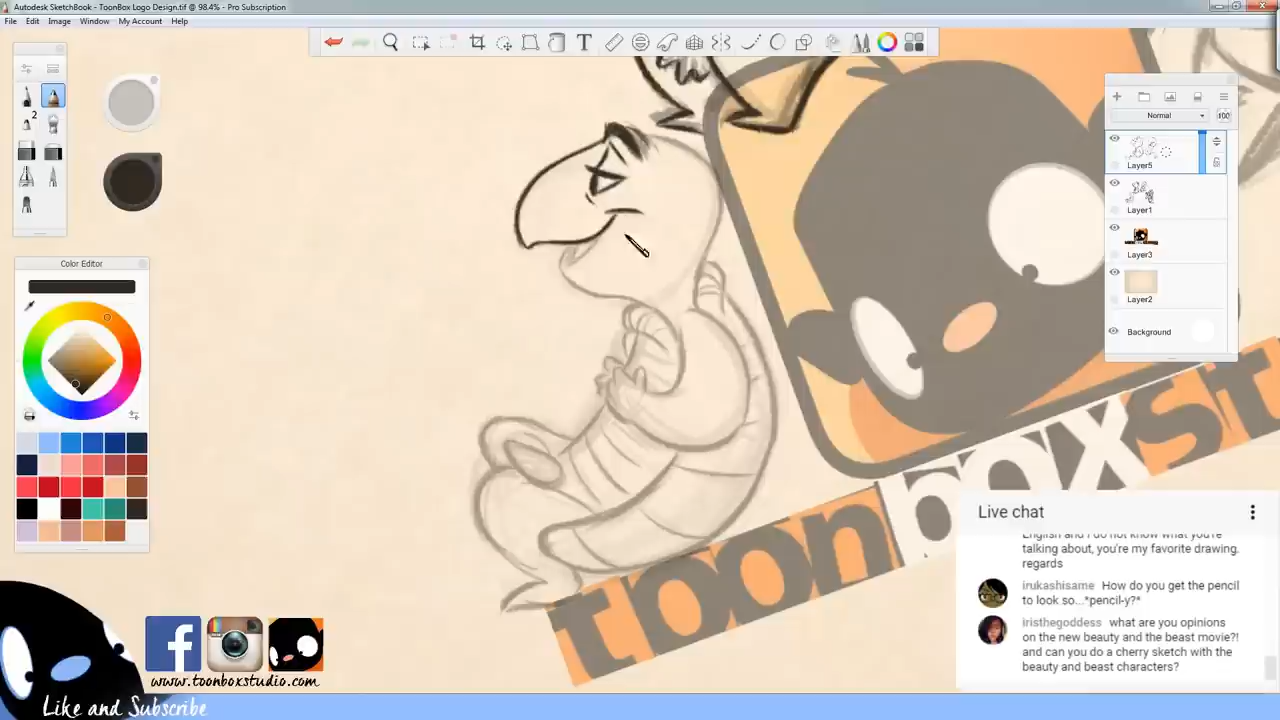 Autodesk SketchBook - ToonBox Logo Design.tif @ 98.4% - Pro Subscription
File Edit Image Window My Account Help
2
Normal 100
Layer5
Layer1
Layer3
Layer2
Background
Color Editor
toonboxst
Live chat
English and I do not know what you're
talking about, you're my favorite drawing.
regards
irukashisame How do you get the pencil
to look so...*pencil-y?*
iristhegoddess what are you opinions
on the new beauty and the beast movie?!
and can you do a cherry sketch with the
beauty and beast characters?
www.toonboxstudio.com
Like and Subscribe